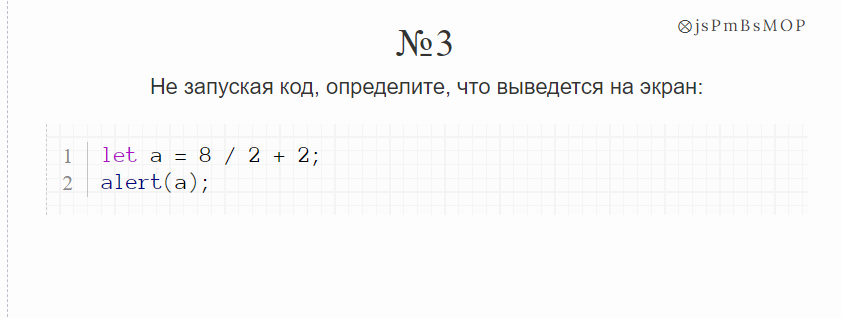 ⊗jsPmBsMOP
№3
Не запуская код, определите, что выведется на экран:
1 let a = 8 / 2 + 2;
2 alert(a);